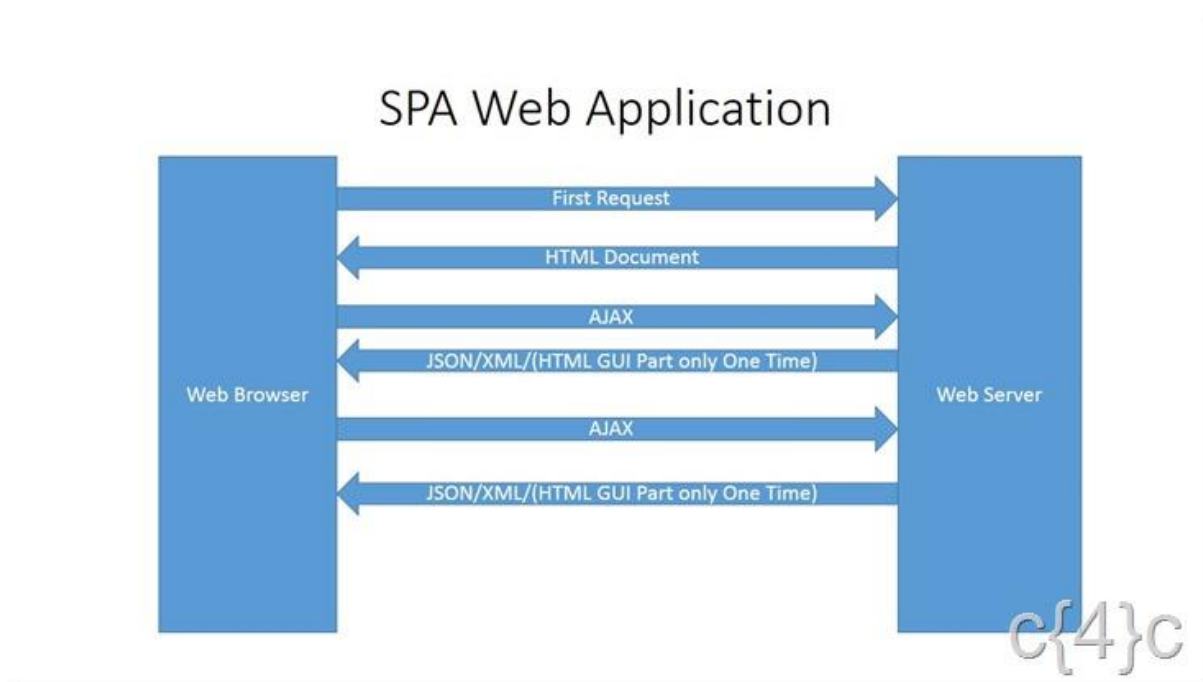 SPA Web Application
First Request
HTML Document
AJAX
JSON/XML/(HTML GUI Part only One Time)
Web Browser
Web Server
AJAX
JSON/XML/(HTML GUI Part only One Time)
c{4}c